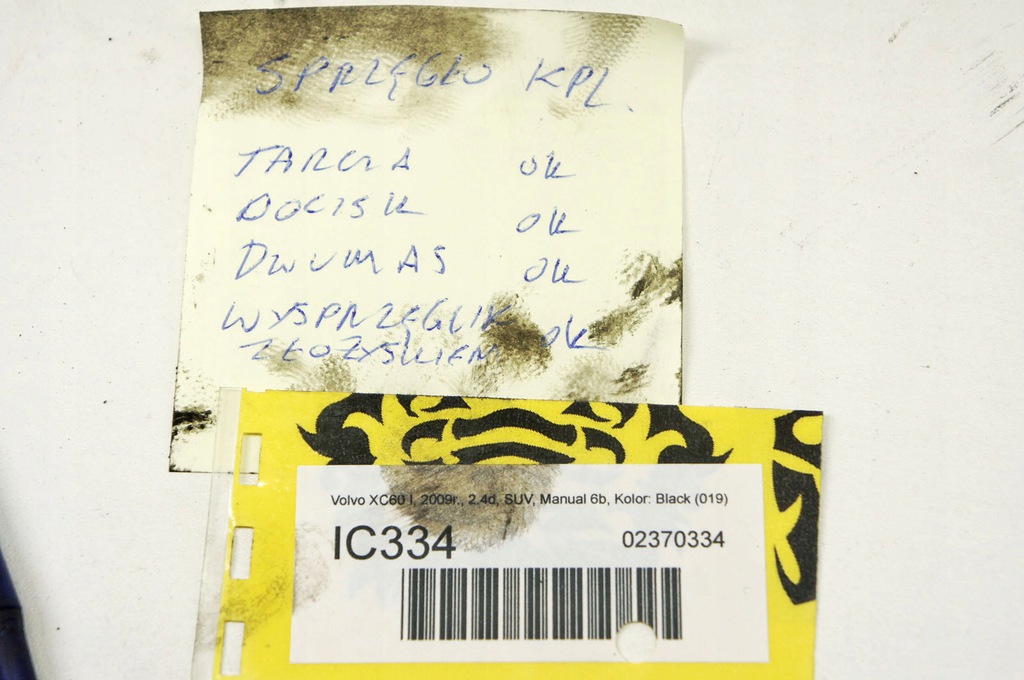 SPRZĘGŁO KPL.
TARCZA OK
DOCISK OK
DWUMAS OK
WYSPRZĘGLIK OK
Z ŁOŻYSKIEM
Volvo XC60 I, 2009r., 2.4d, SUV, Manual 6b, Kolor: Black (019)
IC334 02370334